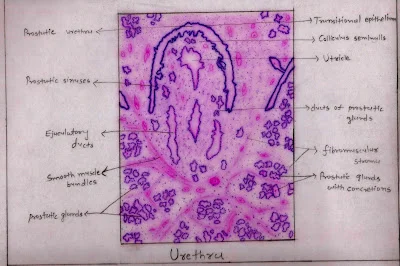 Prostatic urethra
Prostatic sinuses
Ejaculatory
ducts
Smooth muscle
bundles
prostatic glands
Transitional epithelium
Colliculus seminalis
Utricle
ducts of prostatic
glands
fibromuscular
stroma
Prostatic glands
with concretions
Urethra